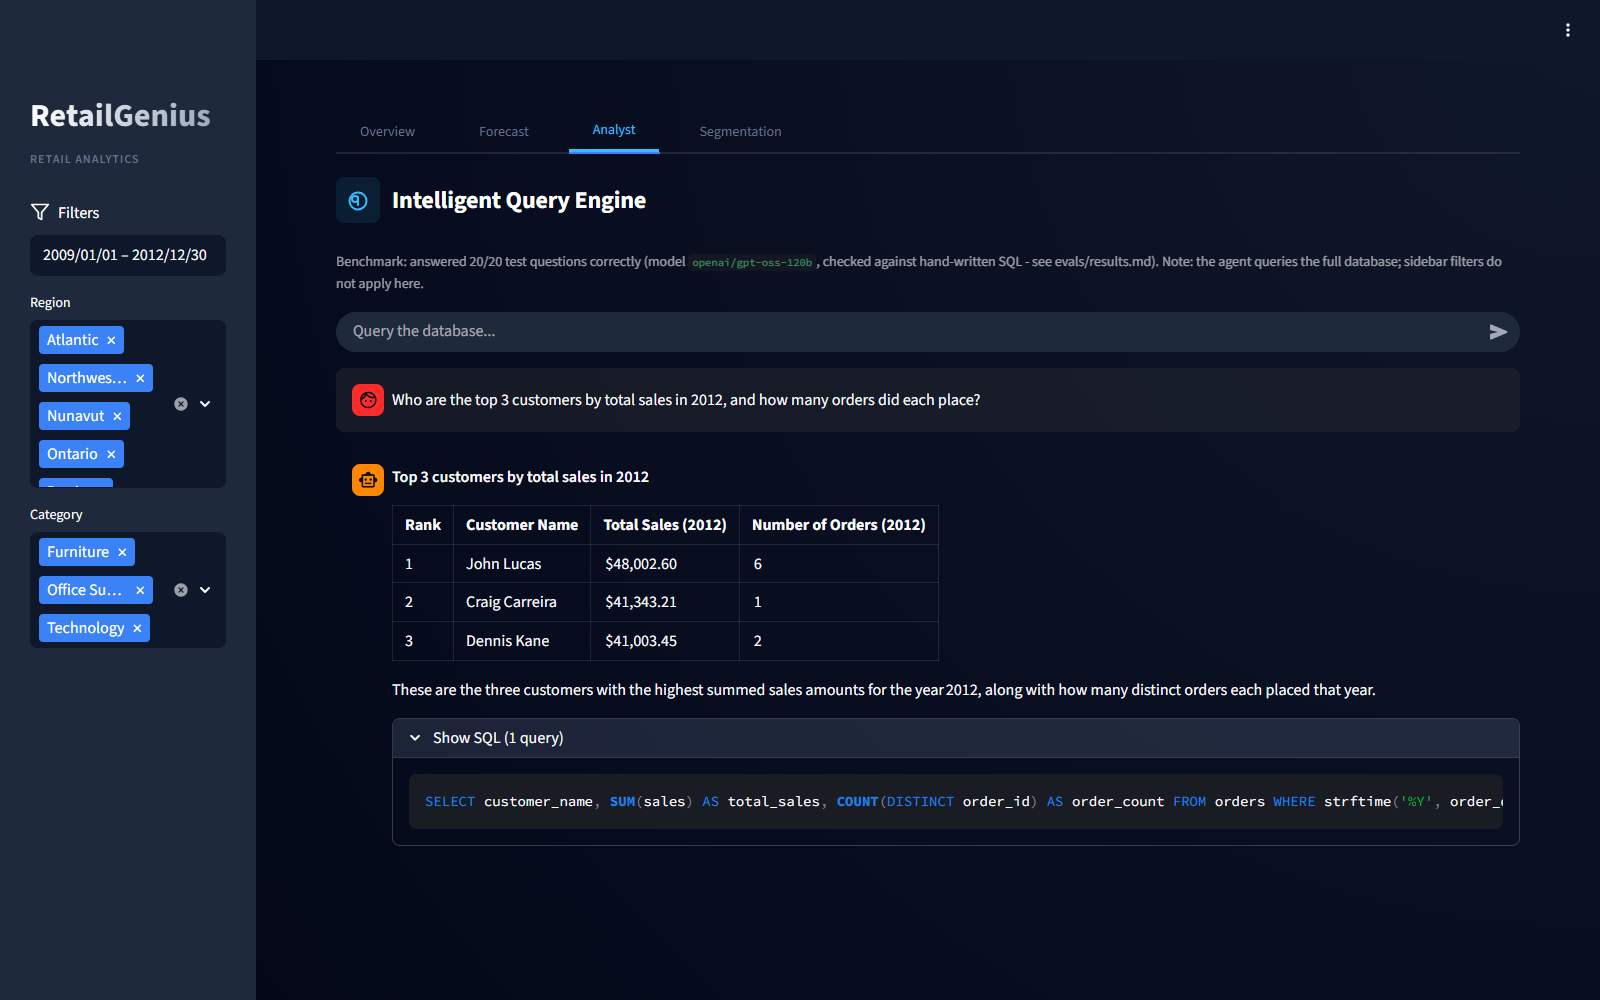 RetailGenius
RETAIL ANALYTICS
Filters
2009/01/01 – 2012/12/30
Region
Atlantic
Northwes...
Nunavut
Ontario
Category
Furniture
Office Su...
Technology
Overview Forecast Analyst Segmentation
Intelligent Query Engine
Benchmark: answered 20/20 test questions correctly (model openai/gpt-oss-120b, checked against hand-written SQL - see evals/results.md). Note: the agent queries the full database; sidebar filters do
not apply here.
Query the database...
Who are the top 3 customers by total sales in 2012, and how many orders did each place?
Top 3 customers by total sales in 2012
Rank Customer Name Total Sales (2012) Number of Orders (2012)
1 John Lucas $48,002.60 6
2 Craig Carreira $41,343.21 1
3 Dennis Kane $41,003.45 2
These are the three customers with the highest summed sales amounts for the year 2012, along with how many distinct orders each placed that year.
Show SQL (1 query)
SELECT customer_name, SUM(sales) AS total_sales, COUNT(DISTINCT order_id) AS order_count FROM orders WHERE strftime('%Y', order_